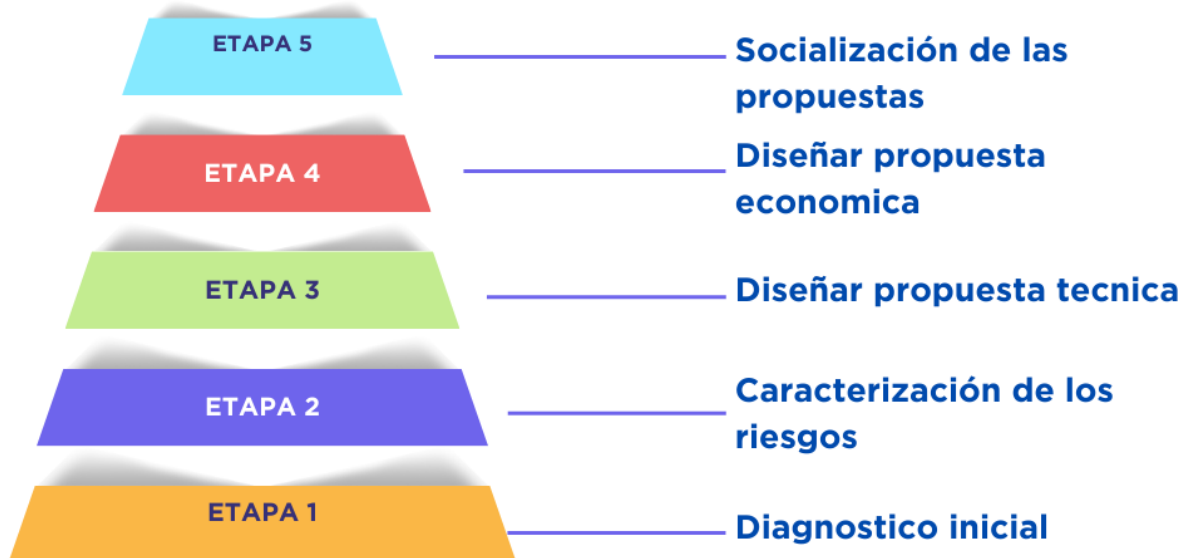 ETAPA 5
Socialización de las
propuestas
ETAPA 4
Diseñar propuesta
economica
ETAPA 3
Diseñar propuesta tecnica
ETAPA 2
Caracterización de los
riesgos
ETAPA 1
Diagnostico inicial